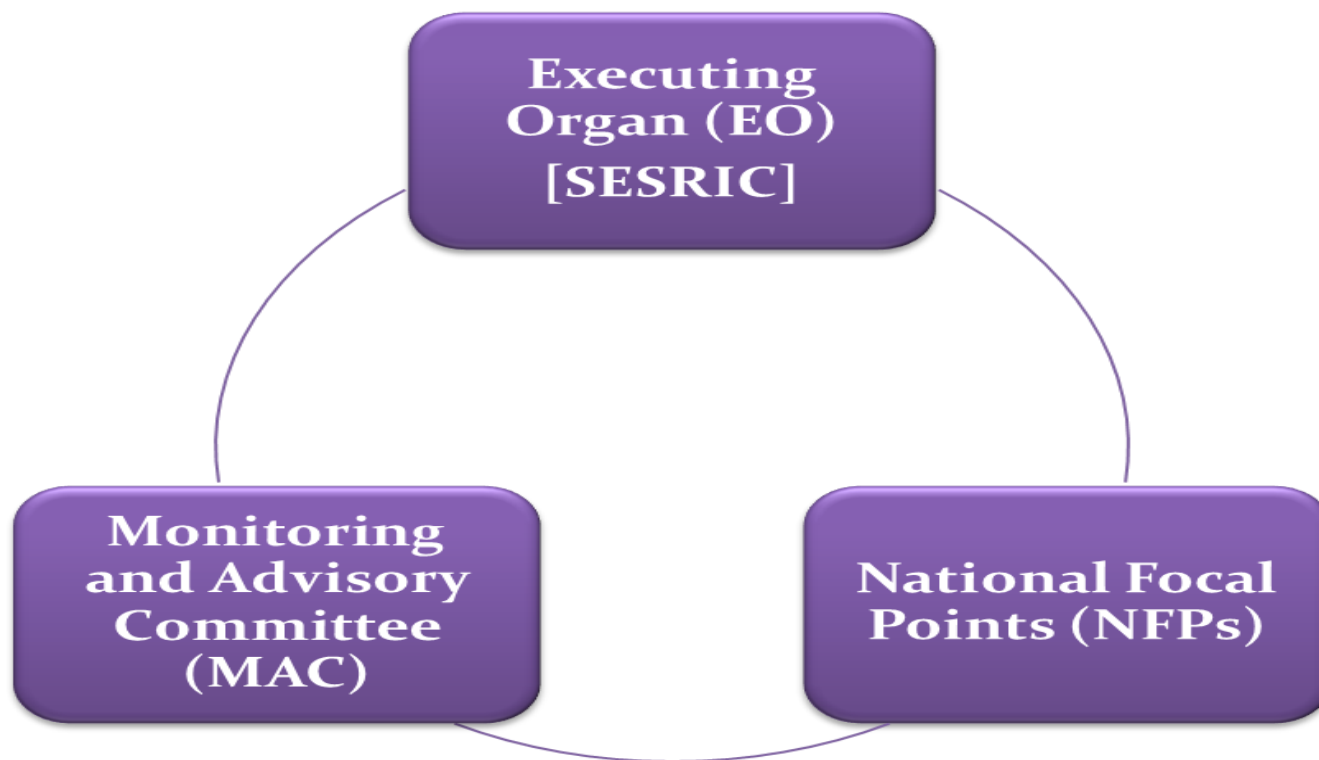 Executing
Organ (EO)
[SESRIC]
Monitoring
and Advisory
Committee
(MAC)
National Focal
Points (NFPs)